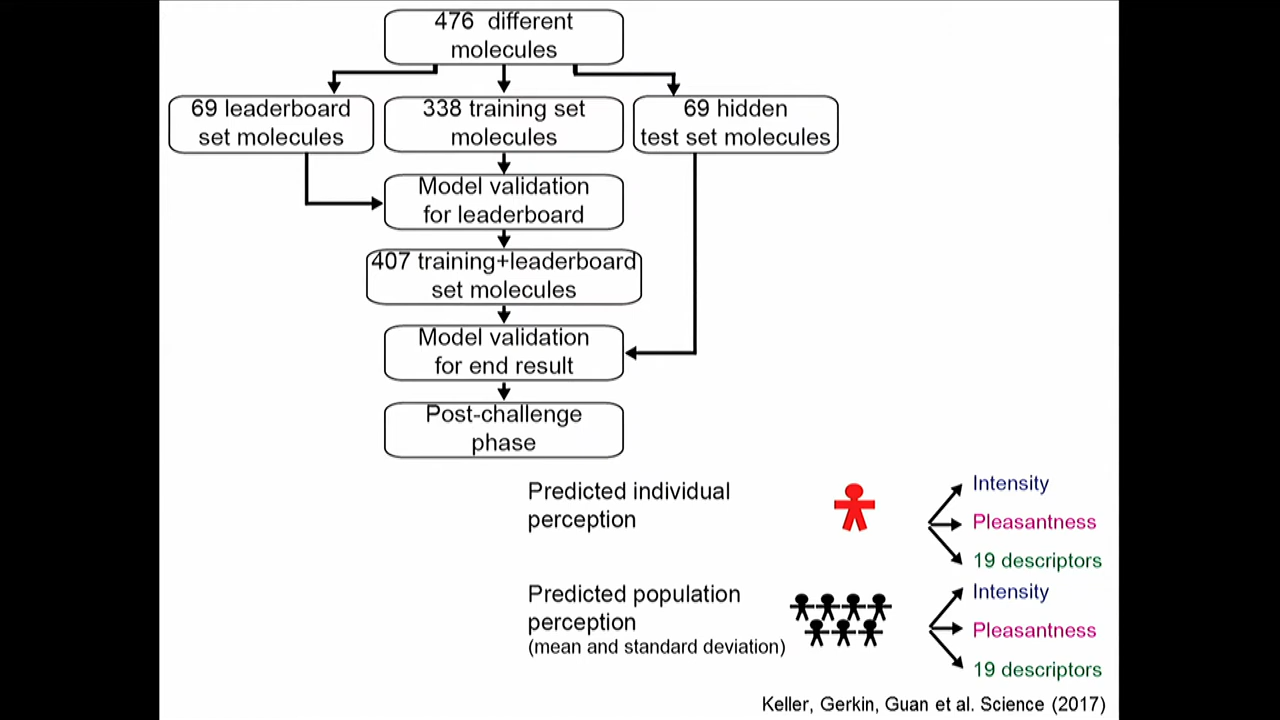 476 different
molecules
69 leaderboard
set molecules
338 training set
molecules
69 hidden
test set molecules
Model validation
for leaderboard
407 training+leaderboard
set molecules
Model validation
for end result
Post-challenge
phase
Predicted individual
perception
Intensity
Pleasantness
19 descriptors
Predicted population
perception
(mean and standard deviation)
Intensity
Pleasantness
19 descriptors
Keller, Gerkin, Guan et al. Science (2017)